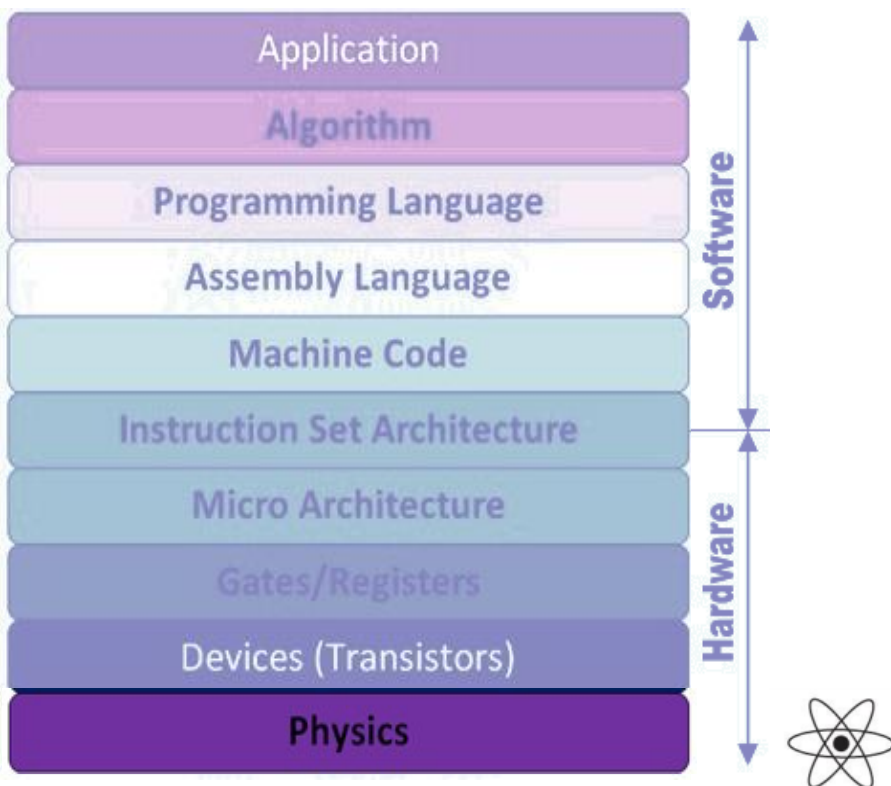 Application
Algorithm
Programming Language
Assembly Language
Machine Code
Instruction Set Architecture
Micro Architecture
Gates/Registers
Devices (Transistors)
Physics
Software
Hardware